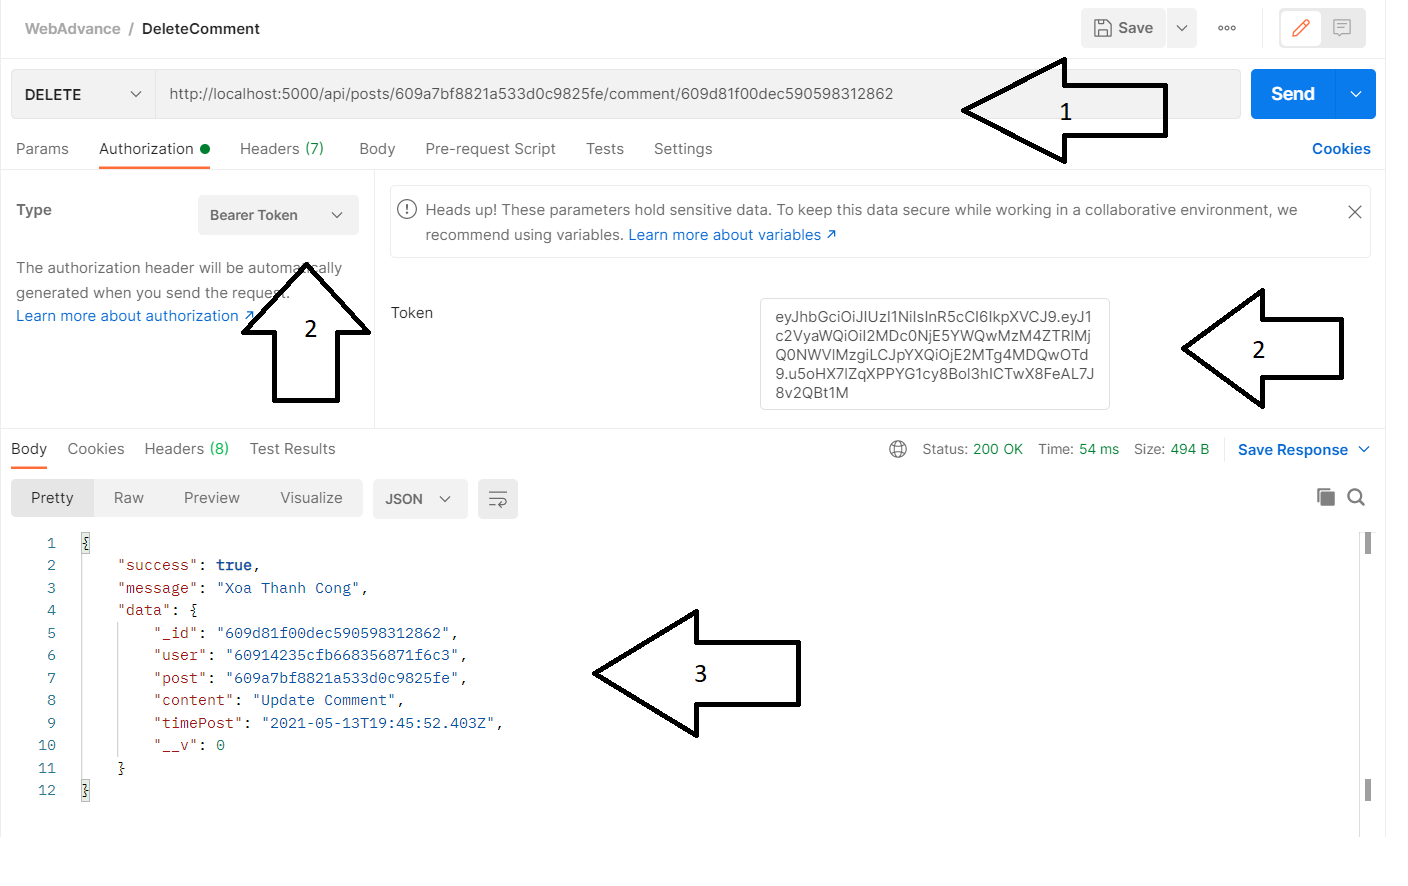 WebAdvance / DeleteComment
Save
DELETE
http://localhost:5000/api/posts/609a7bf8821a533d0c9825fe/comment/609d81f00dec590598312862
1
Send
Params Authorization Headers (7) Body Pre-request Script Tests Settings Cookies
Type
Bearer Token
The authorization header will be automatically
generated when you send the request.
Learn more about authorization ↗
2
Heads up! These parameters hold sensitive data. To keep this data secure while working in a collaborative environment, we
recommend using variables. Learn more about variables ↗
Token
eyJhbGciOiJIUzI1NiIsInR5cCI6IkpXVCJ9.eyJ1
c2VyaWQiOiI2MDc0NjE5YWQwMzM4ZTRlMj
Q0NWVlMzgiLCJpYXQiOjE2MTg4MDQwOTd
9.u5oHX7lZqXPPYG1cy8Bol3hICTwX8FeAL7J
8v2QBt1M
2
Body Cookies Headers (8) Test Results Status: 200 OK Time: 54 ms Size: 494 B Save Response
Pretty Raw Preview Visualize JSON
1 {
2 "success": true,
3 "message": "Xoa Thanh Cong",
4 "data": {
5 "_id": "609d81f00dec590598312862",
6 "user": "60914235cfb668356871f6c3",
7 "post": "609a7bf8821a533d0c9825fe",
8 "content": "Update Comment",
9 "timePost": "2021-05-13T19:45:52.403Z",
10 "__v": 0
11 }
12 }
3